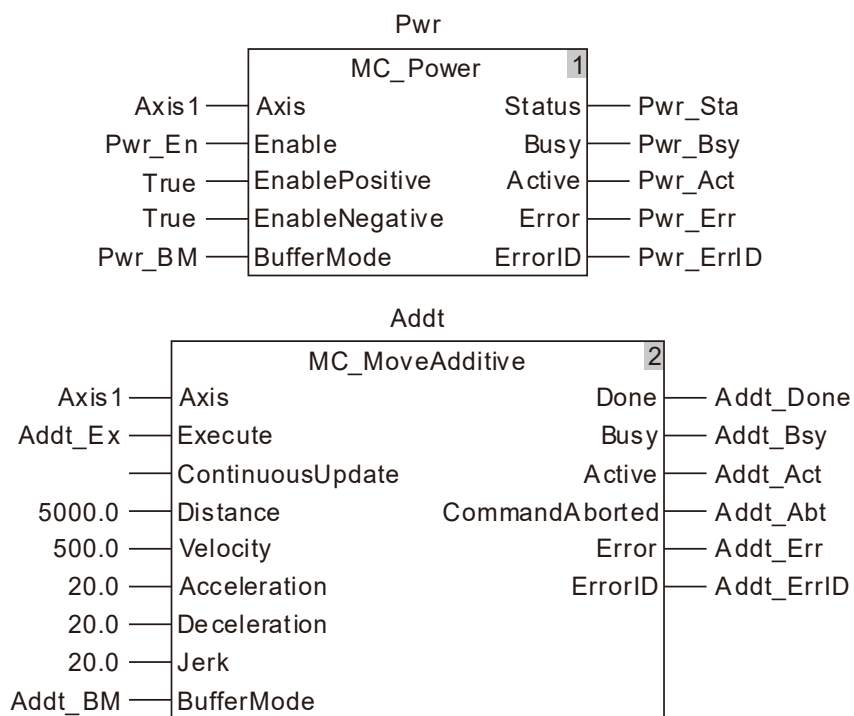 Pwr
MC_Power 1
Axis1 Axis Status Pwr_Sta
Pwr_En Enable Busy Pwr_Bsy
True EnablePositive Active Pwr_Act
True EnableNegative Error Pwr_Err
Pwr_BM BufferMode ErrorID Pwr_ErrID
Addt
MC_MoveAdditive 2
Axis1 Axis Done Addt_Done
Addt_Ex Execute Busy Addt_Bsy
ContinuousUpdate Active Addt_Act
5000.0 Distance CommandAborted Addt_Abt
500.0 Velocity Error Addt_Err
20.0 Acceleration ErrorID Addt_ErrID
20.0 Deceleration
20.0 Jerk
Addt_BM BufferMode